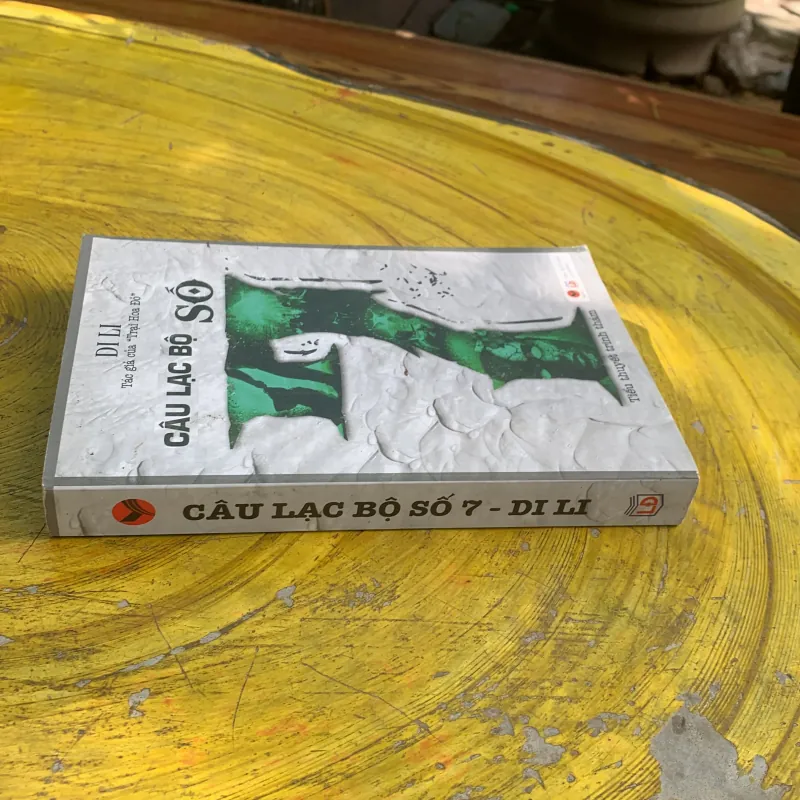 DI LI
Tác giả của "Trại Hoa Đỏ"
CÂU LẠC BỘ
SỐ
7
Tiểu thuyết trinh thám
CÂU LẠC BỘ SỐ 7 - DI LI